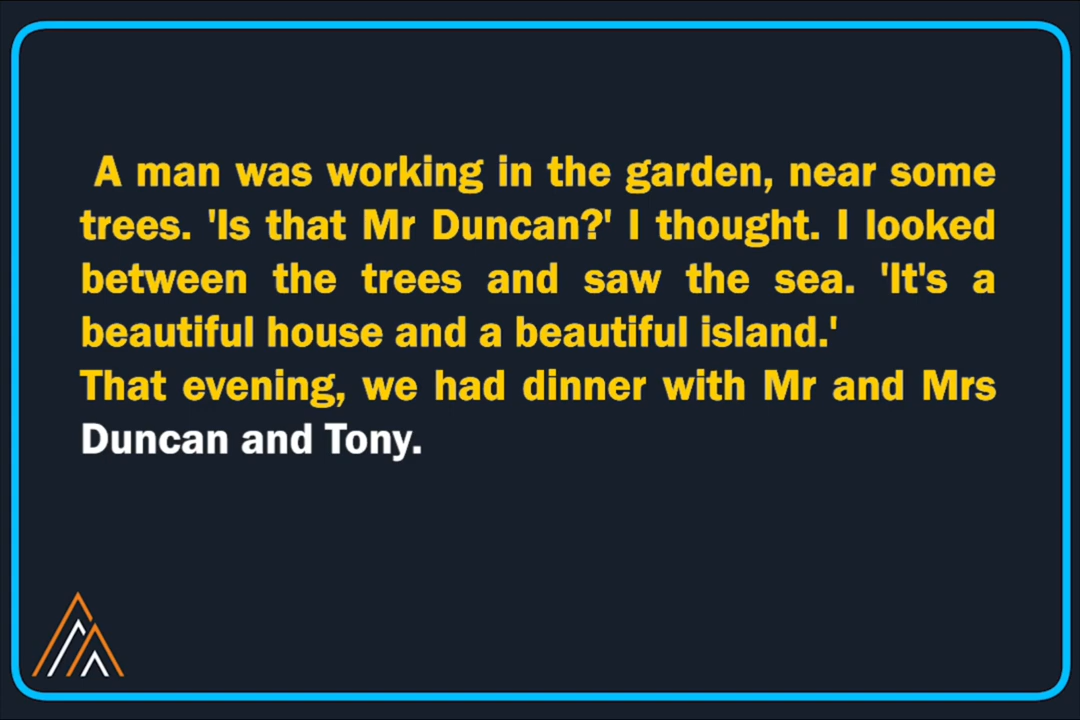 A man was working in the garden, near some
trees. 'Is that Mr Duncan?' I thought. I looked
between the trees and saw the sea. 'It's a
beautiful house and a beautiful island.'
That evening, we had dinner with Mr and Mrs
Duncan and Tony.